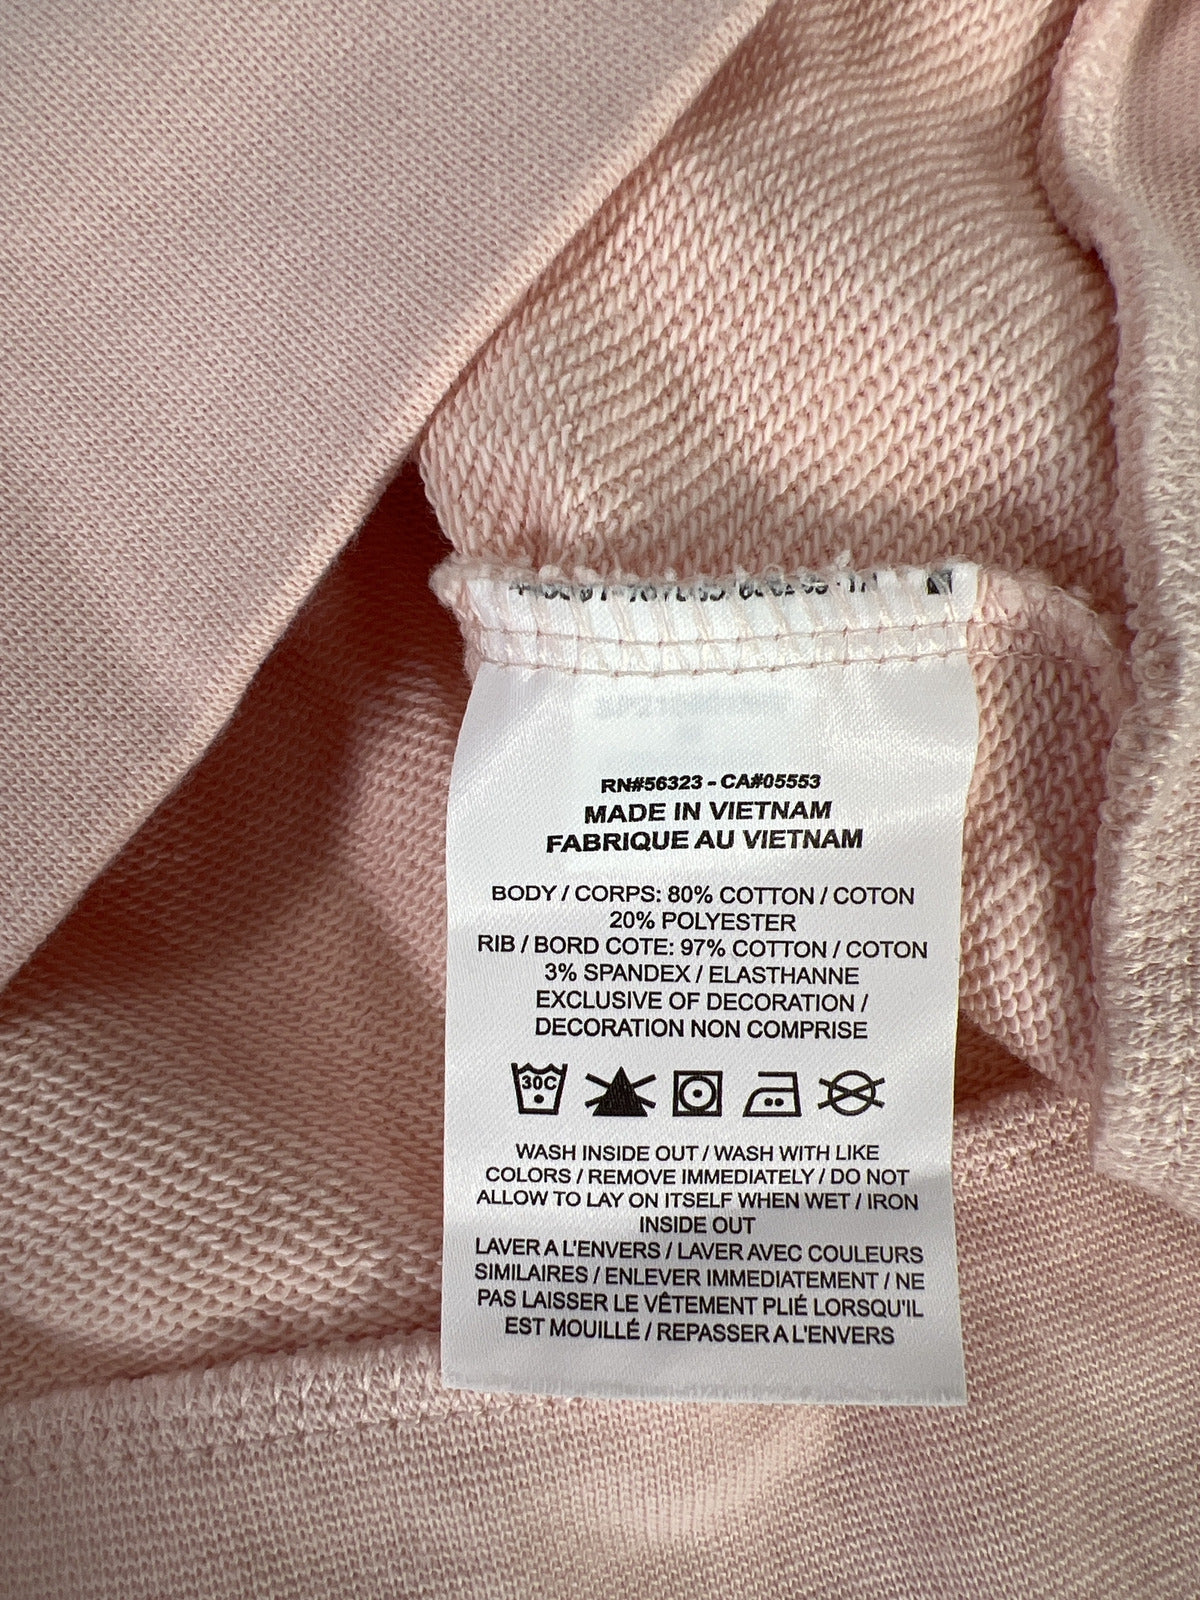 RN#56323 - CA#05553
MADE IN VIETNAM
FABRIQUE AU VIETNAM
BODY / CORPS: 80% COTTON / COTON
20% POLYESTER
RIB / BORD COTE: 97% COTTON / COTON
3% SPANDEX / ELASTHANNE
EXCLUSIVE OF DECORATION /
DECORATION NON COMPRISE
30C
WASH INSIDE OUT / WASH WITH LIKE
COLORS / REMOVE IMMEDIATELY / DO NOT
ALLOW TO LAY ON ITSELF WHEN WET / IRON
INSIDE OUT
LAVER A L'ENVERS / LAVER AVEC COULEURS
SIMILAIRES / ENLEVER IMMEDIATEMENT / NE
PAS LAISSER LE VÊTEMENT PLIÉ LORSQU'IL
EST MOUILLÉ / REPASSER A L'ENVERS